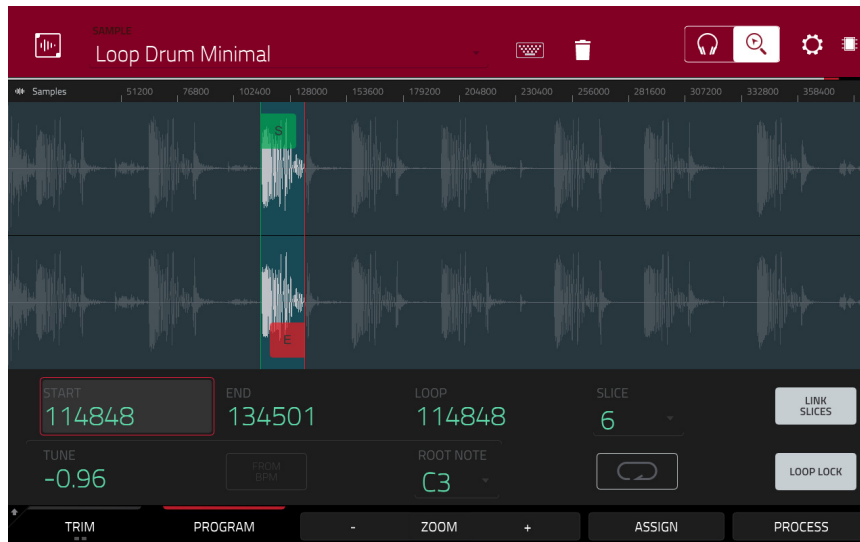 SAMPLE
Loop Drum Minimal
Samples 51200 76800 102400 128000 153600 179200 204800 230400 256000 281600 307200 332800 358400
S
E
START END LOOP SLICE
114848 134501 114848 6
LINK SLICES
TUNE FROM BPM ROOT NOTE
-0.96 C3
LOOP LOCK
TRIM PROGRAM - ZOOM + ASSIGN PROCESS